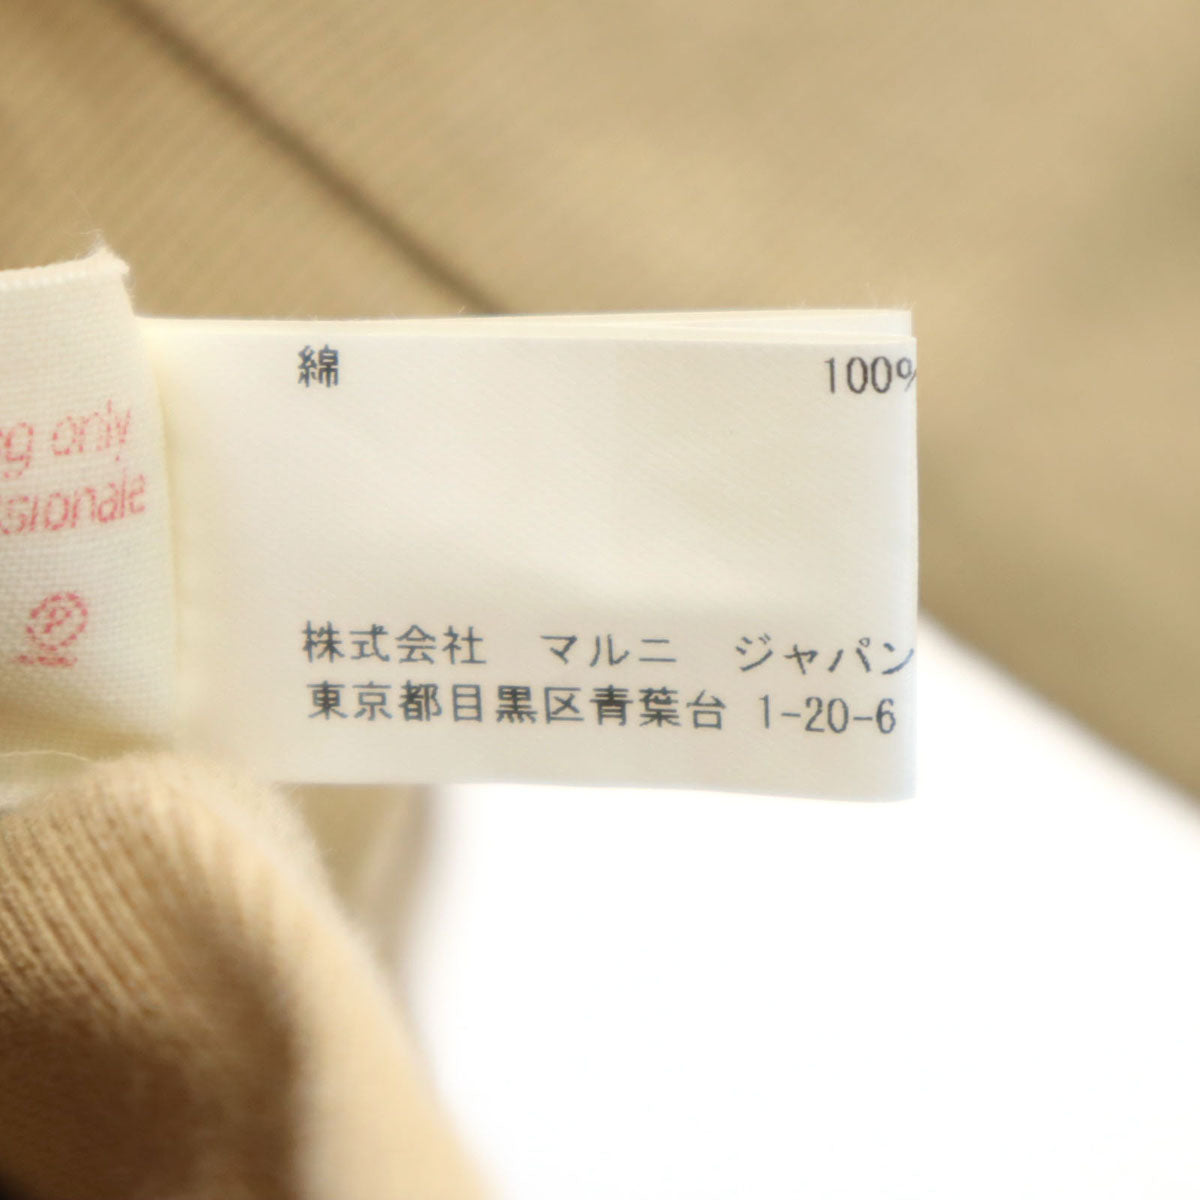 綿 100%
only
株式会社 マルニ ジャパン
東京都目黒区青葉台 1-20-6